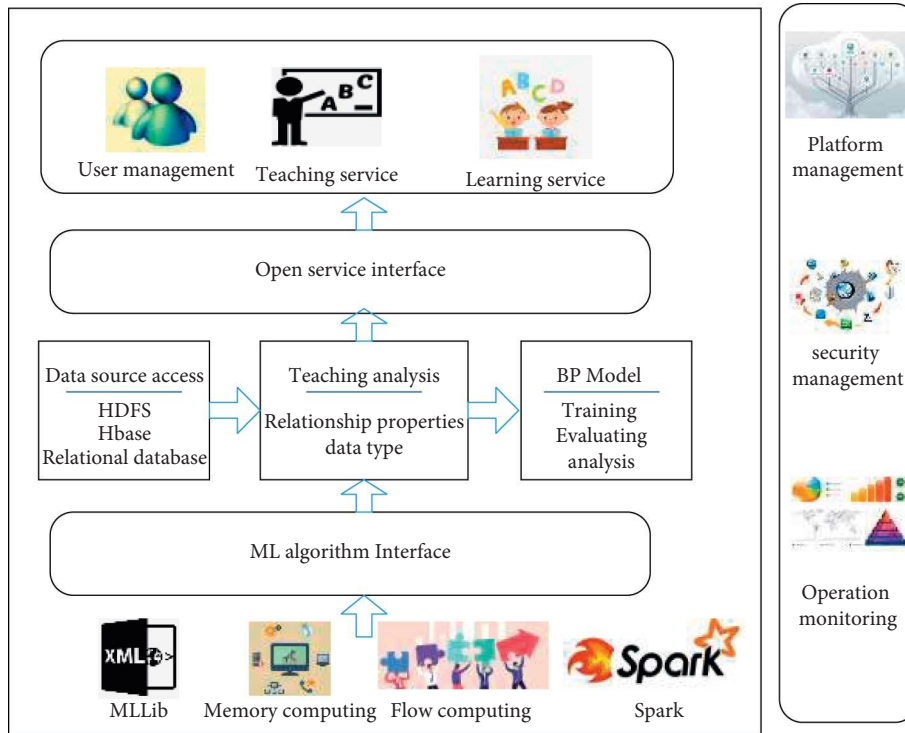 A B C
A B C D
User management
Teaching service
Learning service
Open service interface
Data source access
HDFS
Hbase
Relational database
Teaching analysis
Relationship properties
data type
BP Model
Training
Evaluating
analysis
ML algorithm Interface
XML
Spark
MLLib
Memory computing
Flow computing
Spark
Platform
management
security
management
Operation
monitoring